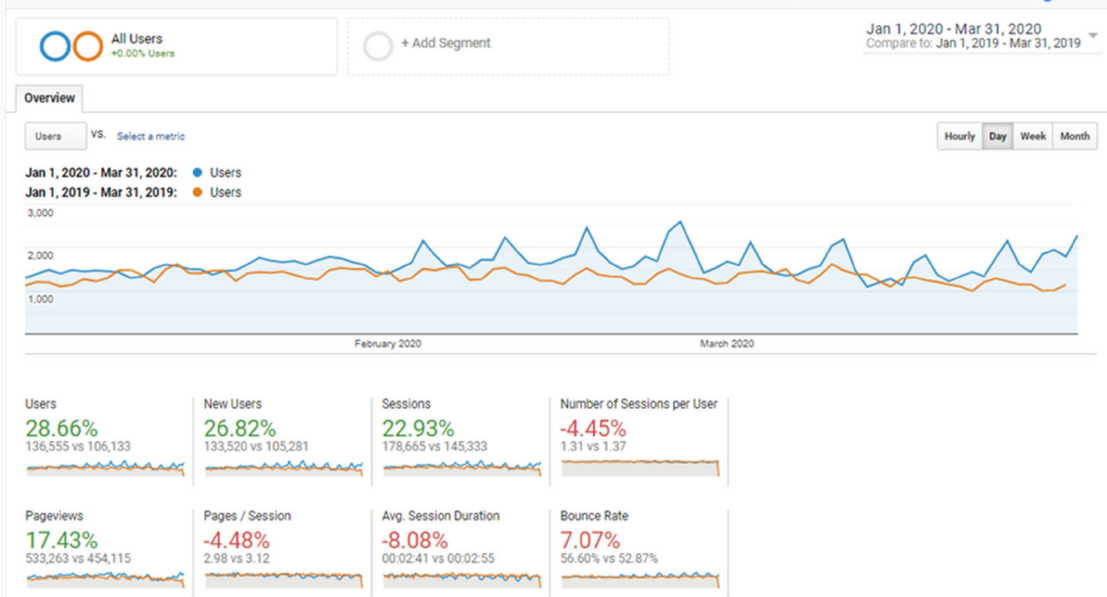 All Users
+0.00% Users
+ Add Segment
Jan 1, 2020 - Mar 31, 2020
Compare to: Jan 1, 2019 - Mar 31, 2019
Overview
Users VS. Select a metric
Hourly Day Week Month
Jan 1, 2020 - Mar 31, 2020: Users
Jan 1, 2019 - Mar 31, 2019: Users
3,000
2,000
1,000
February 2020 March 2020
Users
28.66%
136,555 vs 106,133
New Users
26.82%
133,520 vs 105,281
Sessions
22.93%
178,665 vs 145,333
Number of Sessions per User
-4.45%
1.31 vs 1.37
Pageviews
17.43%
533,263 vs 454,115
Pages / Session
-4.48%
2.98 vs 3.12
Avg. Session Duration
-8.08%
00:02:41 vs 00:02:55
Bounce Rate
7.07%
56.60% vs 52.87%